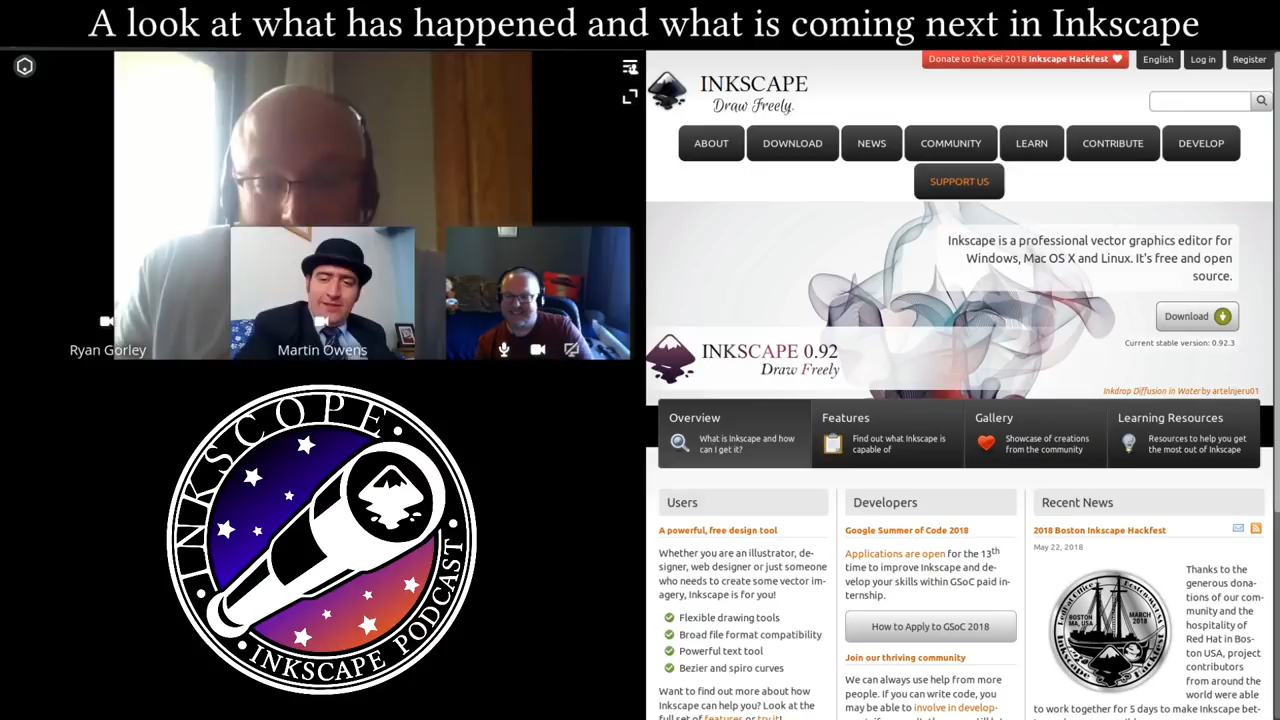 A look at what has happened and what is coming next in Inkscape
Ryan Gorley
Martin Owens
INKSCOPE
INKSCAPE PODCAST
Donate to the Kiel 2018 Inkscape Hackfest
English
Log in
Register
INKSCAPE
Draw Freely.
ABOUT
DOWNLOAD
NEWS
COMMUNITY
LEARN
CONTRIBUTE
DEVELOP
SUPPORT US
Inkscape is a professional vector graphics editor for
Windows, Mac OS X and Linux. It's free and open
source.
Download
Current stable version: 0.92.3
INKSCAPE 0.92
Draw Freely
Inkdrop Diffusion in Water by artelnjeru01
Overview
What is Inkscape and how
can I get it?
Features
Find out what Inkscape is
capable of
Gallery
Showcase of creations
from the community
Learning Resources
Resources to help you get
the most out of Inkscape
Users
A powerful, free design tool
Whether you are an illustrator, de-
signer, web designer or just someone
who needs to create some vector im-
agery, Inkscape is for you!
Flexible drawing tools
Broad file format compatibility
Powerful text tool
Bezier and spiro curves
Want to find out more about how
Inkscape can help you? Look at the
full set of features or try it!
Developers
Google Summer of Code 2018
Applications are open for the 13th
time to improve Inkscape and de-
velop your skills within GSoC paid in-
ternship.
How to Apply to GSoC 2018
Join our thriving community
We can always use help from more
people. If you can write code, you
may be able to involve in develop-
Recent News
2018 Boston Inkscape Hackfest
May 22, 2018
BOSTON
MA, USA
MARCH
2018
Thanks to the
generous dona-
tions of our com-
munity and the
hospitality of
Red Hat in Bos-
ton USA, project
contributors
from around the
world were able
to work together for 5 days to make Inkscape bet-